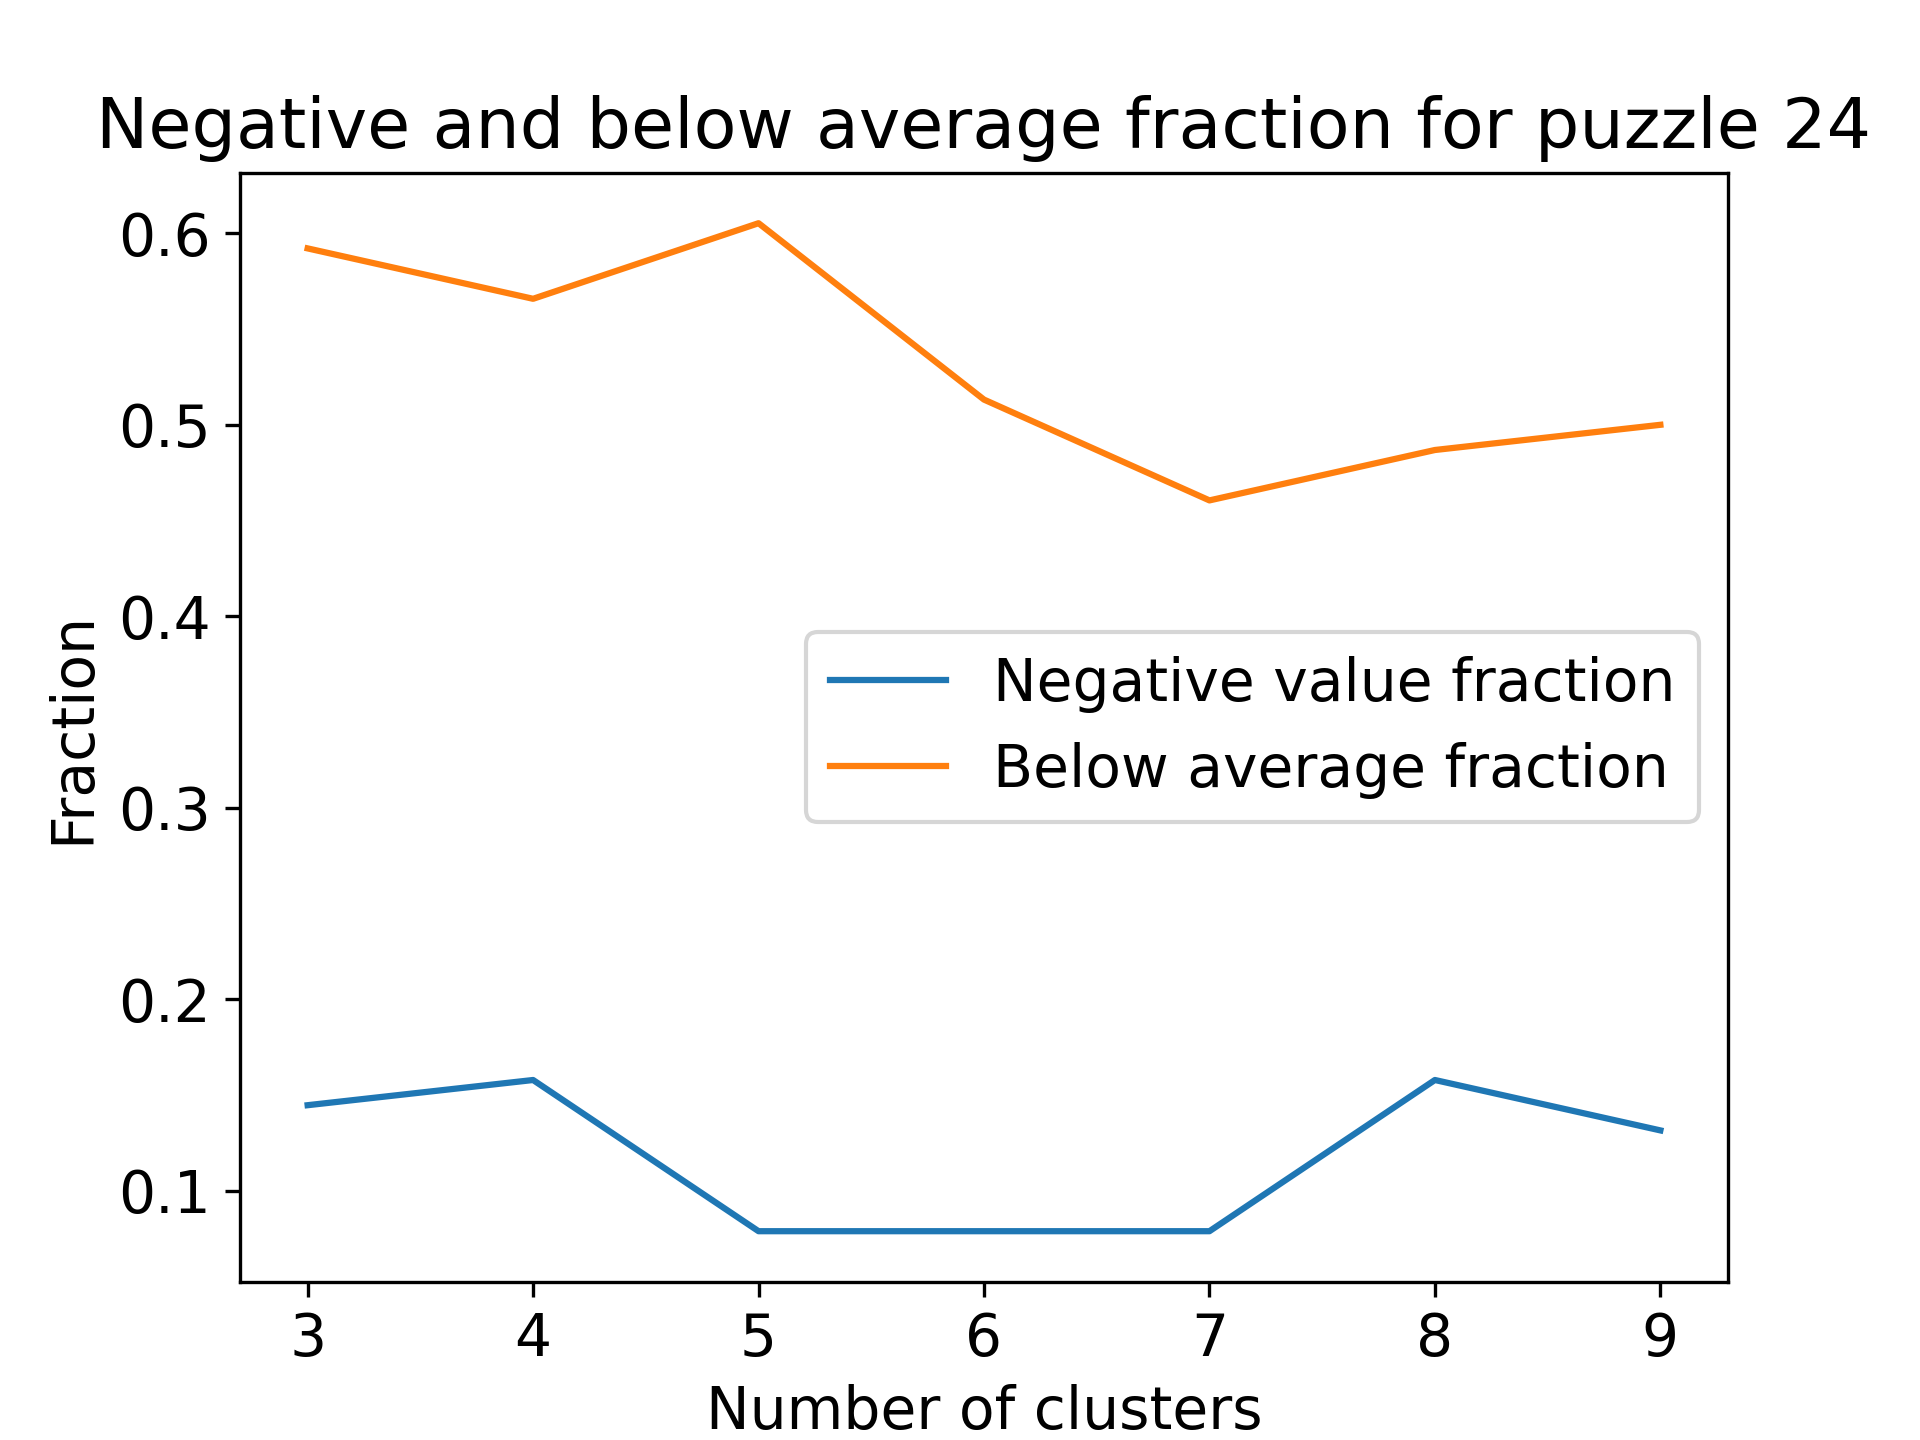 Negative and below average fraction for puzzle 24
0.6
0.5
0.4
0.3
0.2
0.1
Fraction
Negative value fraction
Below average fraction
3 4 5 6 7 8 9
Number of clusters